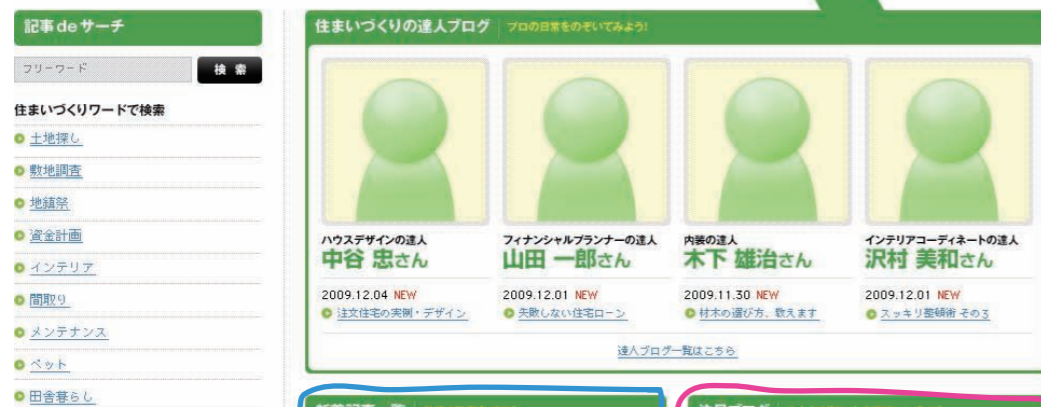 記事deサーチ
フリーワード
検 索
住まいづくりワードで検索
土地探し
敷地調査
地鎮祭
資金計画
インテリア
間取り
メンテナンス
ペット
田舎暮らし
住まいづくりの達人ブログ プロの日常をのぞいてみよう!
ハウスデザインの達人
中谷 忠さん
2009.12.04 NEW
注文住宅の実例・デザイン
フィナンシャルプランナーの達人
山田 一郎さん
2009.12.01 NEW
失敗しない住宅ローン
内装の達人
木下 雄治さん
2009.11.30 NEW
材木の選び方、教えます
インテリアコーディネートの達人
沢村 美和さん
2009.12.01 NEW
スッキリ整頓術 その3
達人ブログ一覧はこちら